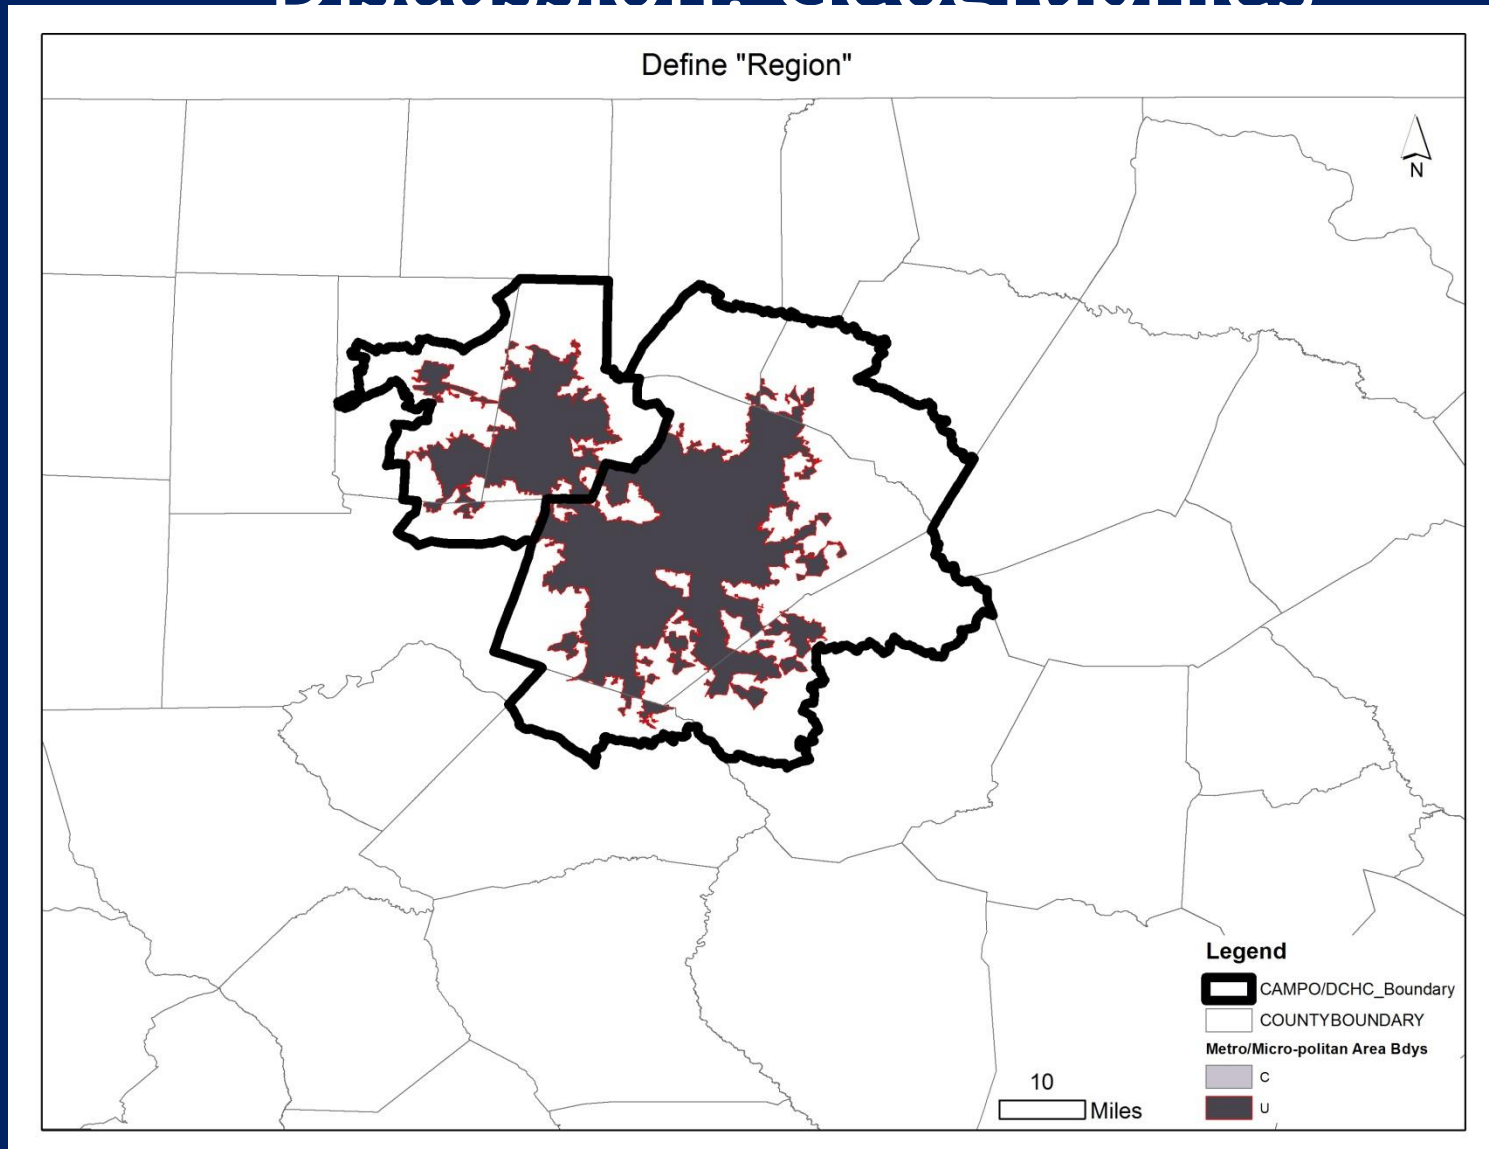 Define "Region"
N
Legend
CAMPO/DCHC_Boundary
COUNTYBOUNDARY
Metro/Micro-politan Area Bdys
C
U
10
Miles